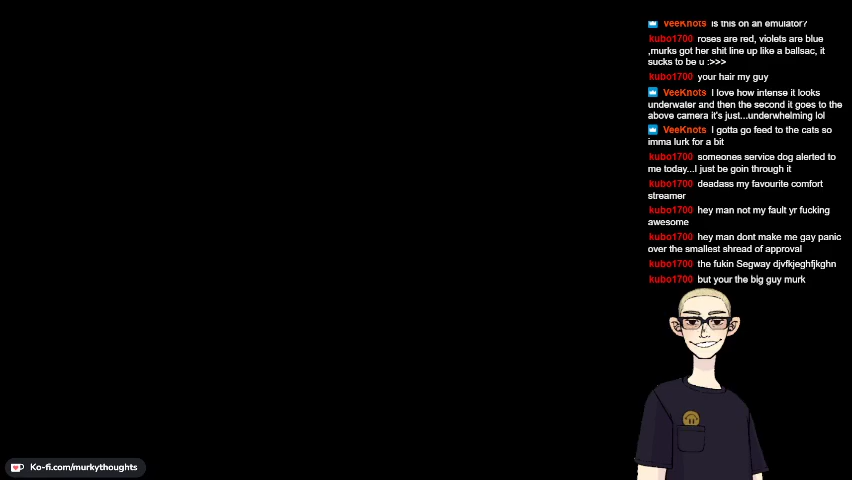 VeeKnots is this on an emulator?
kubo1700 roses are red, violets are blue
,murks got her shit line up like a ballsac, it
sucks to be u :>>>
kubo1700 your hair my guy
VeeKnots I love how intense it looks
underwater and then the second it goes to the
above camera it's just...underwhelming lol
VeeKnots I gotta go feed to the cats so
imma lurk for a bit
kubo1700 someones service dog alerted to
me today...I just be goin through it
kubo1700 deadass my favourite comfort
streamer
kubo1700 hey man not my fault yr fucking
awesome
kubo1700 hey man dont make me gay panic
over the smallest shread of approval
kubo1700 the fukin Segway djvfkjeghfjkghn
kubo1700 but your the big guy murk
Ko-fi.com/murkythoughts